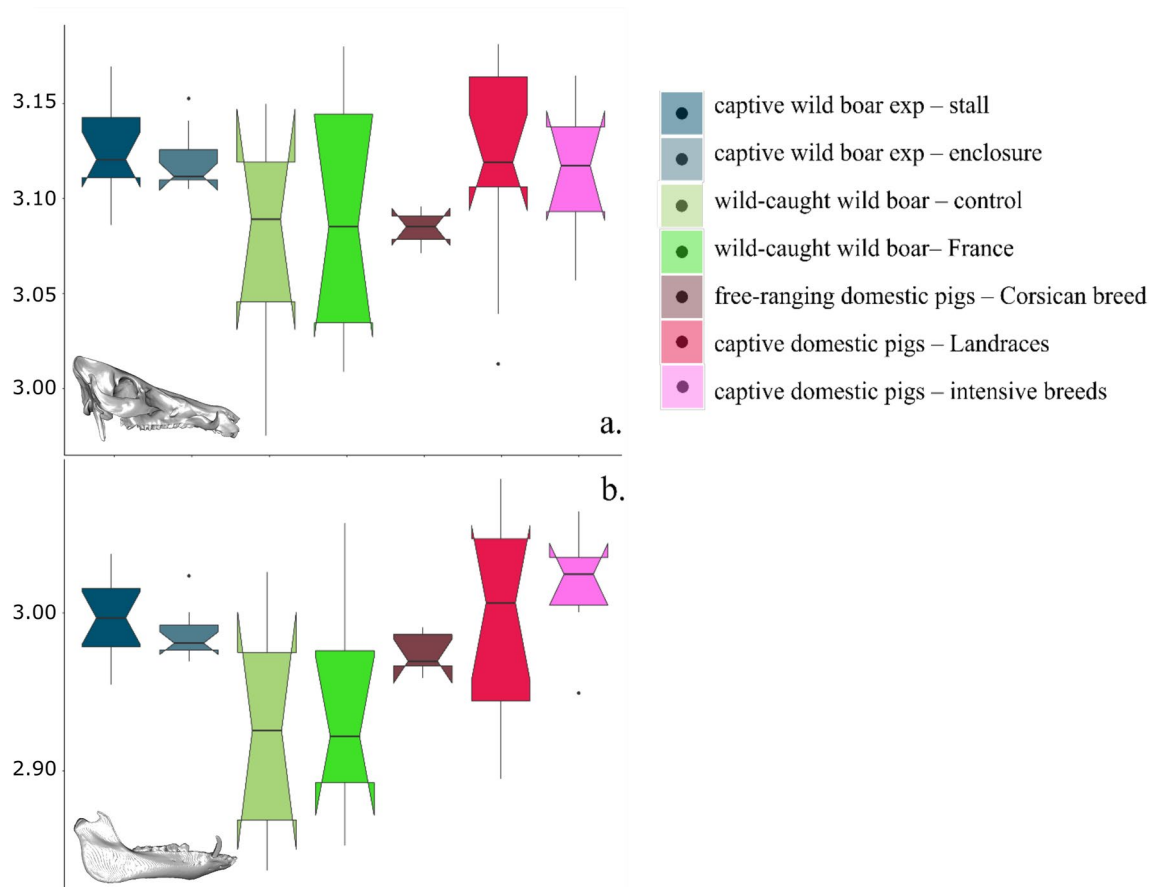 3.15
3.10
3.05
3.00
a.
b.
3.00
2.90
captive wild boar exp – stall
captive wild boar exp – enclosure
wild-caught wild boar – control
wild-caught wild boar– France
free-ranging domestic pigs – Corsican breed
captive domestic pigs – Landraces
captive domestic pigs – intensive breeds